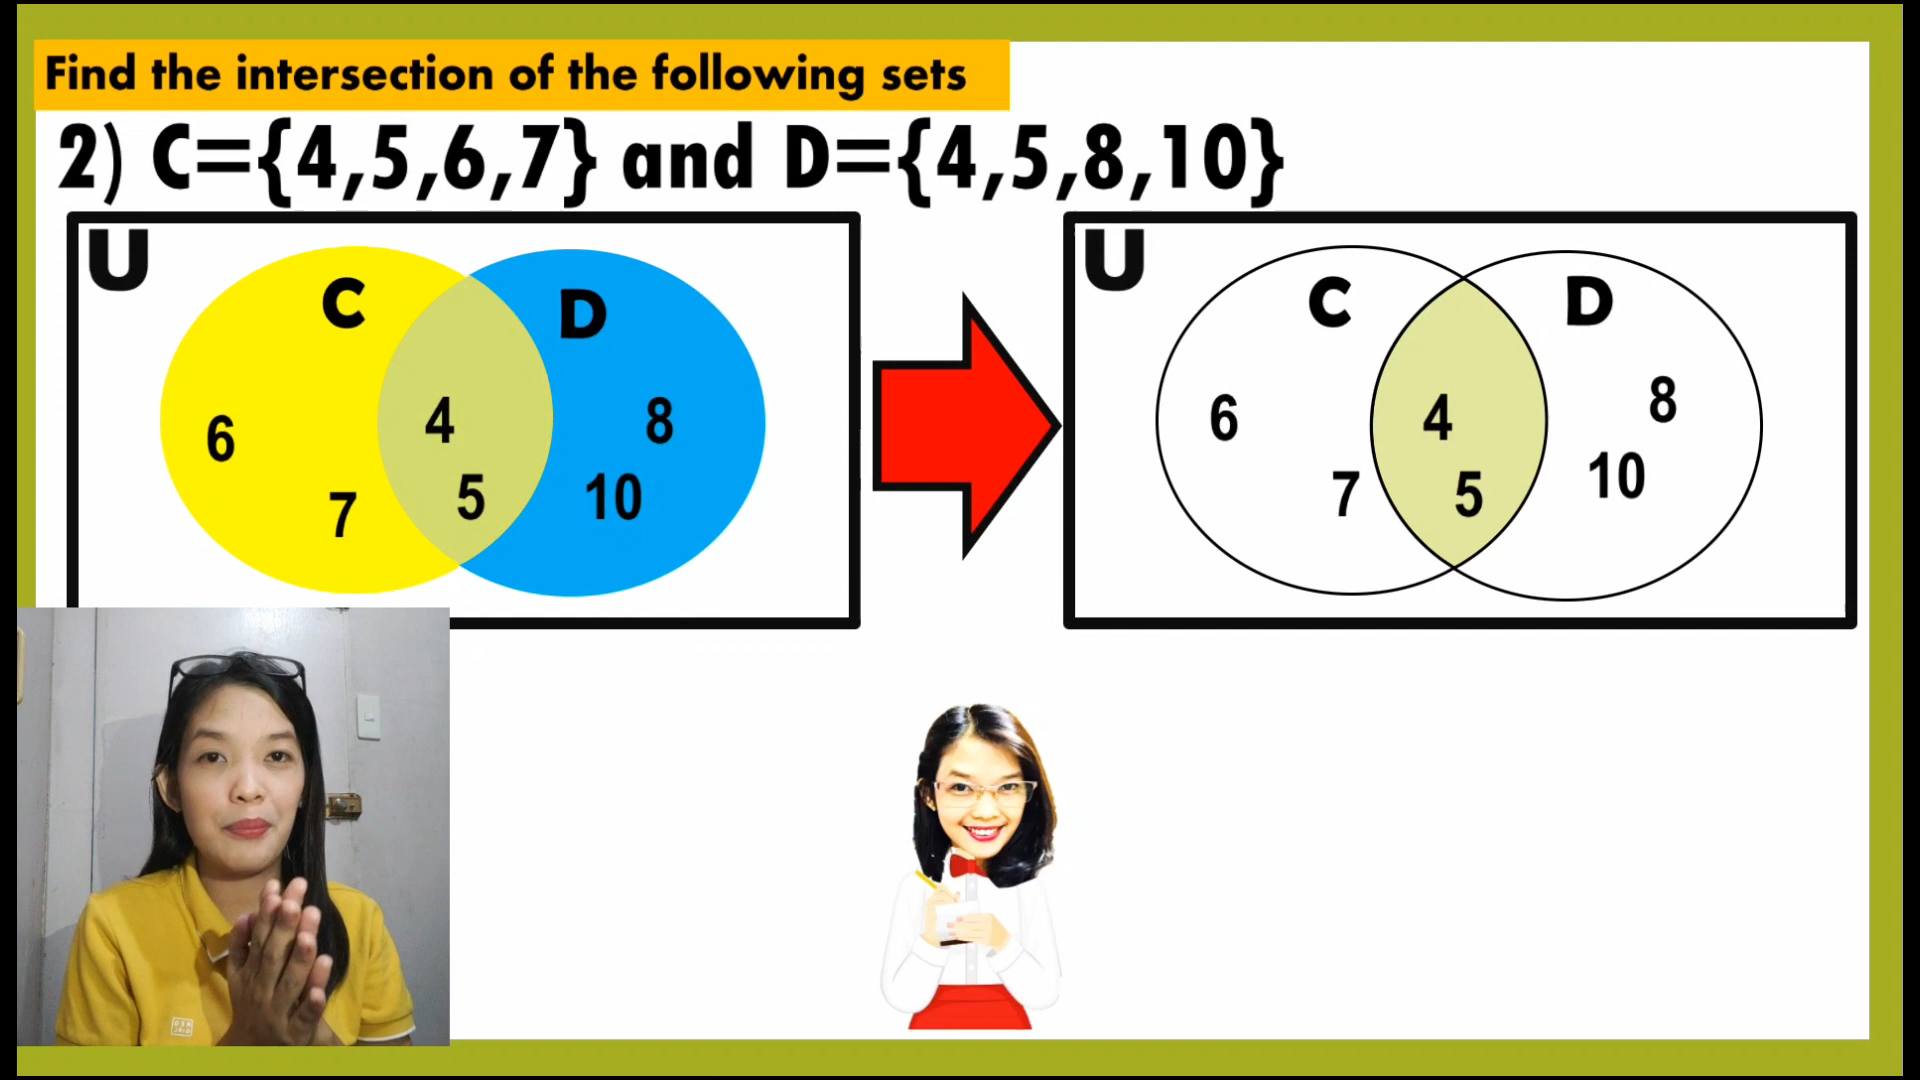 Find the intersection of the following sets
2) C={4,5,6,7} and D={4,5,8,10}
U
C
D
6
4
8
7
5
10
U
C
D
6
4
8
7
5
10